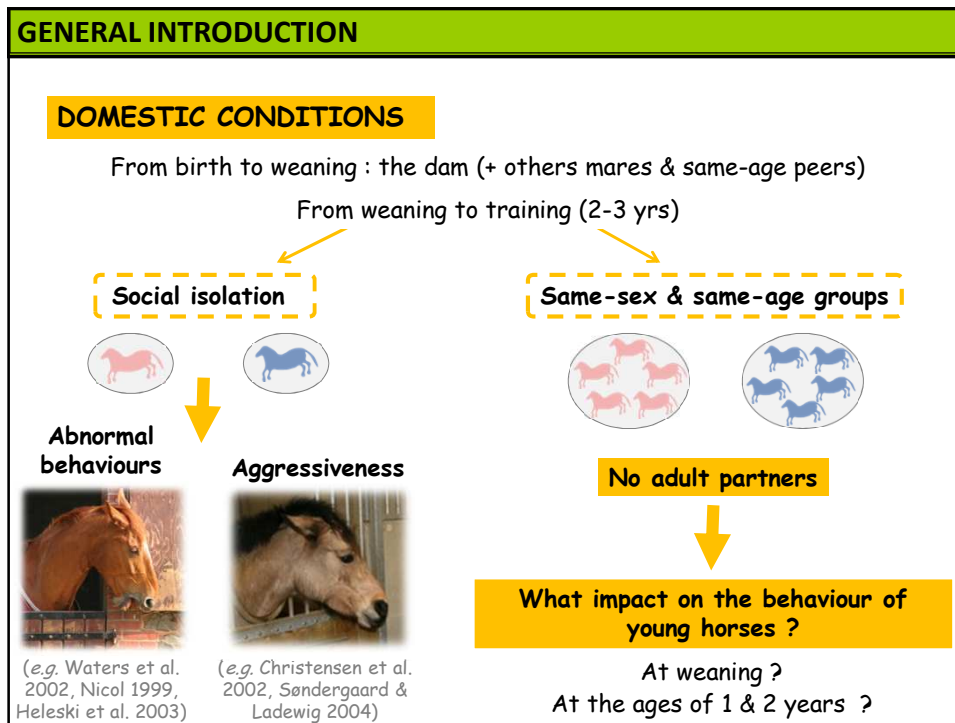 GENERAL INTRODUCTION
DOMESTIC CONDITIONS
From birth to weaning : the dam (+ others mares & same-age peers)
From weaning to training (2-3 yrs)
Social isolation
Same-sex & same-age groups
Abnormal
behaviours
Aggressiveness
(e.g. Waters et al.
2002, Nicol 1999,
Heleski et al. 2003)
(e.g. Christensen et al.
2002, Søndergaard &
Ladewig 2004)
No adult partners
What impact on the behaviour of
young horses ?
At weaning ?
At the ages of 1 & 2 years ?